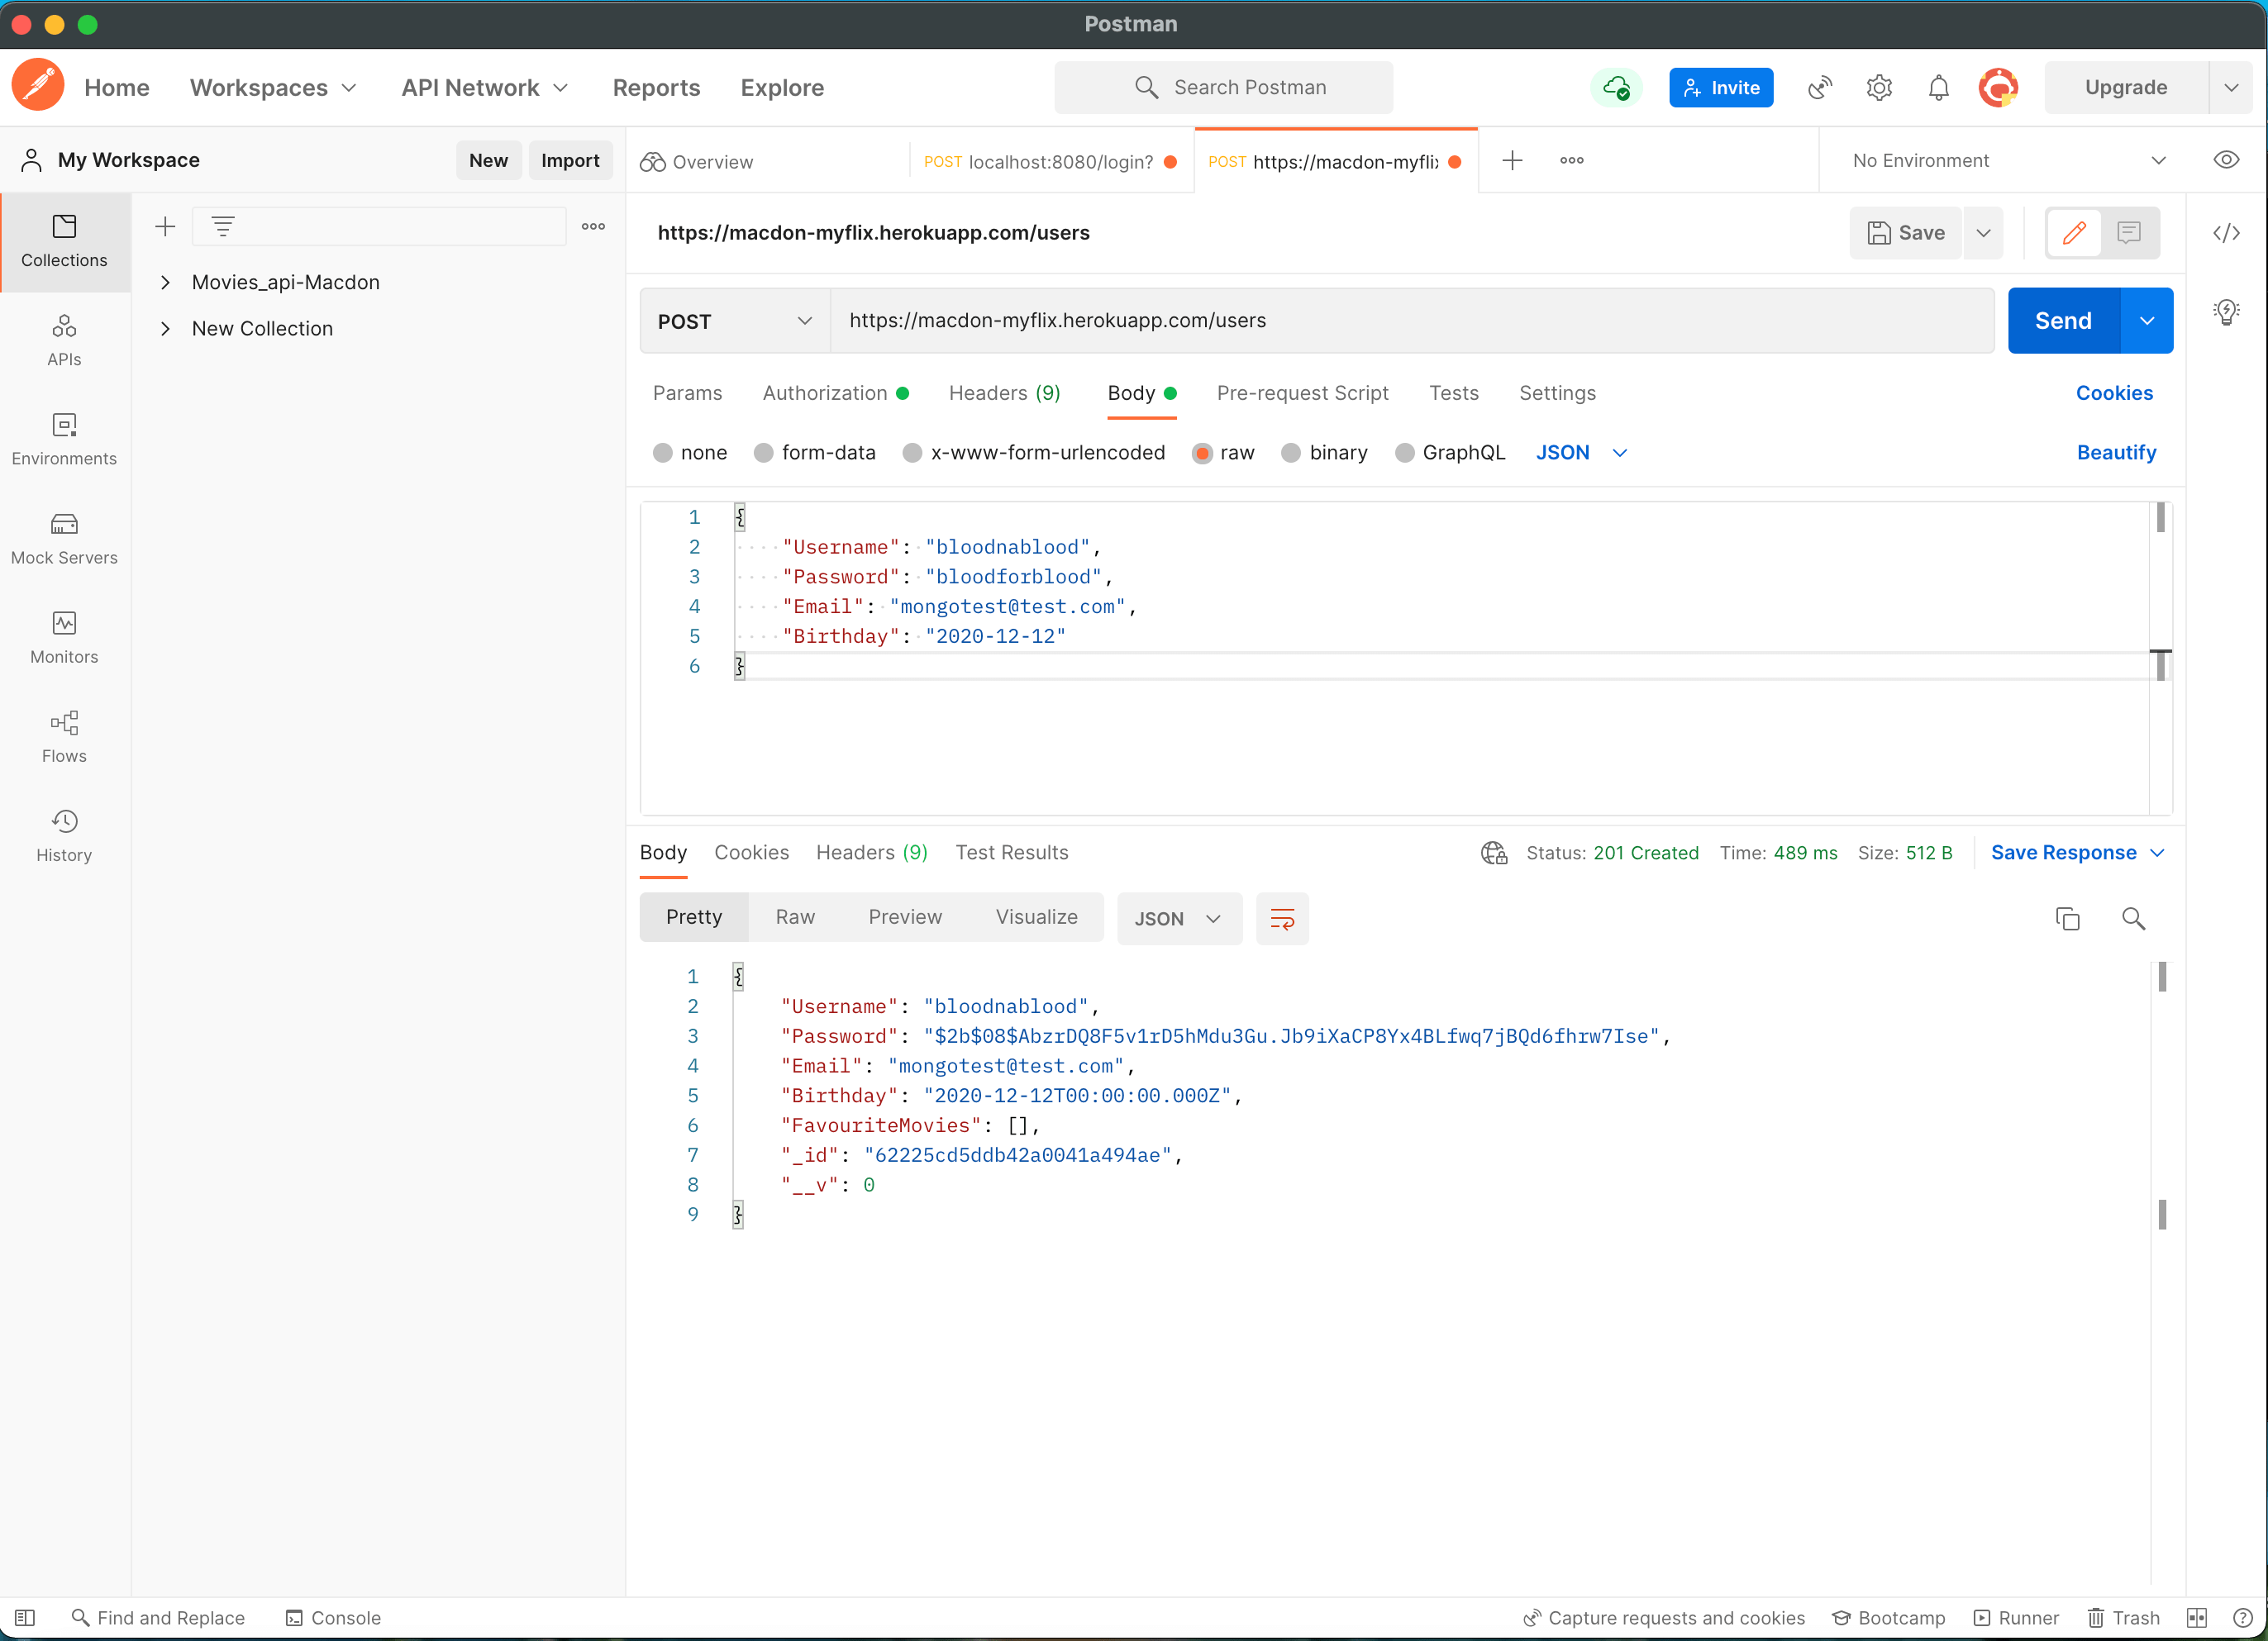 Postman
Home Workspaces API Network Reports Explore Search Postman Invite Upgrade
My Workspace New Import Overview POST localhost:8080/login? POST https://macdon-myflix No Environment
Collections
APIs
Environments
Mock Servers
Monitors
Flows
History
Movies_api-Macdon
New Collection
https://macdon-myflix.herokuapp.com/users Save
POST https://macdon-myflix.herokuapp.com/users Send
Params Authorization Headers (9) Body Pre-request Script Tests Settings Cookies
none form-data x-www-form-urlencoded raw binary GraphQL JSON Beautify
1 {
2 "Username": "bloodnablood",
3 "Password": "bloodforblood",
4 "Email": "mongotest@test.com",
5 "Birthday": "2020-12-12"
6 }
Body Cookies Headers (9) Test Results Status: 201 Created Time: 489 ms Size: 512 B Save Response
Pretty Raw Preview Visualize JSON
1 {
2 "Username": "bloodnablood",
3 "Password": "$2b$08$AbzrDQ8F5v1rD5hMdu3Gu.Jb9iXaCP8Yx4BLfwq7jBQd6fhrw7Ise",
4 "Email": "mongotest@test.com",
5 "Birthday": "2020-12-12T00:00:00.000Z",
6 "FavouriteMovies": [],
7 "_id": "62225cd5ddb42a0041a494ae",
8 "__v": 0
9 }
Find and Replace Console Capture requests and cookies Bootcamp Runner Trash